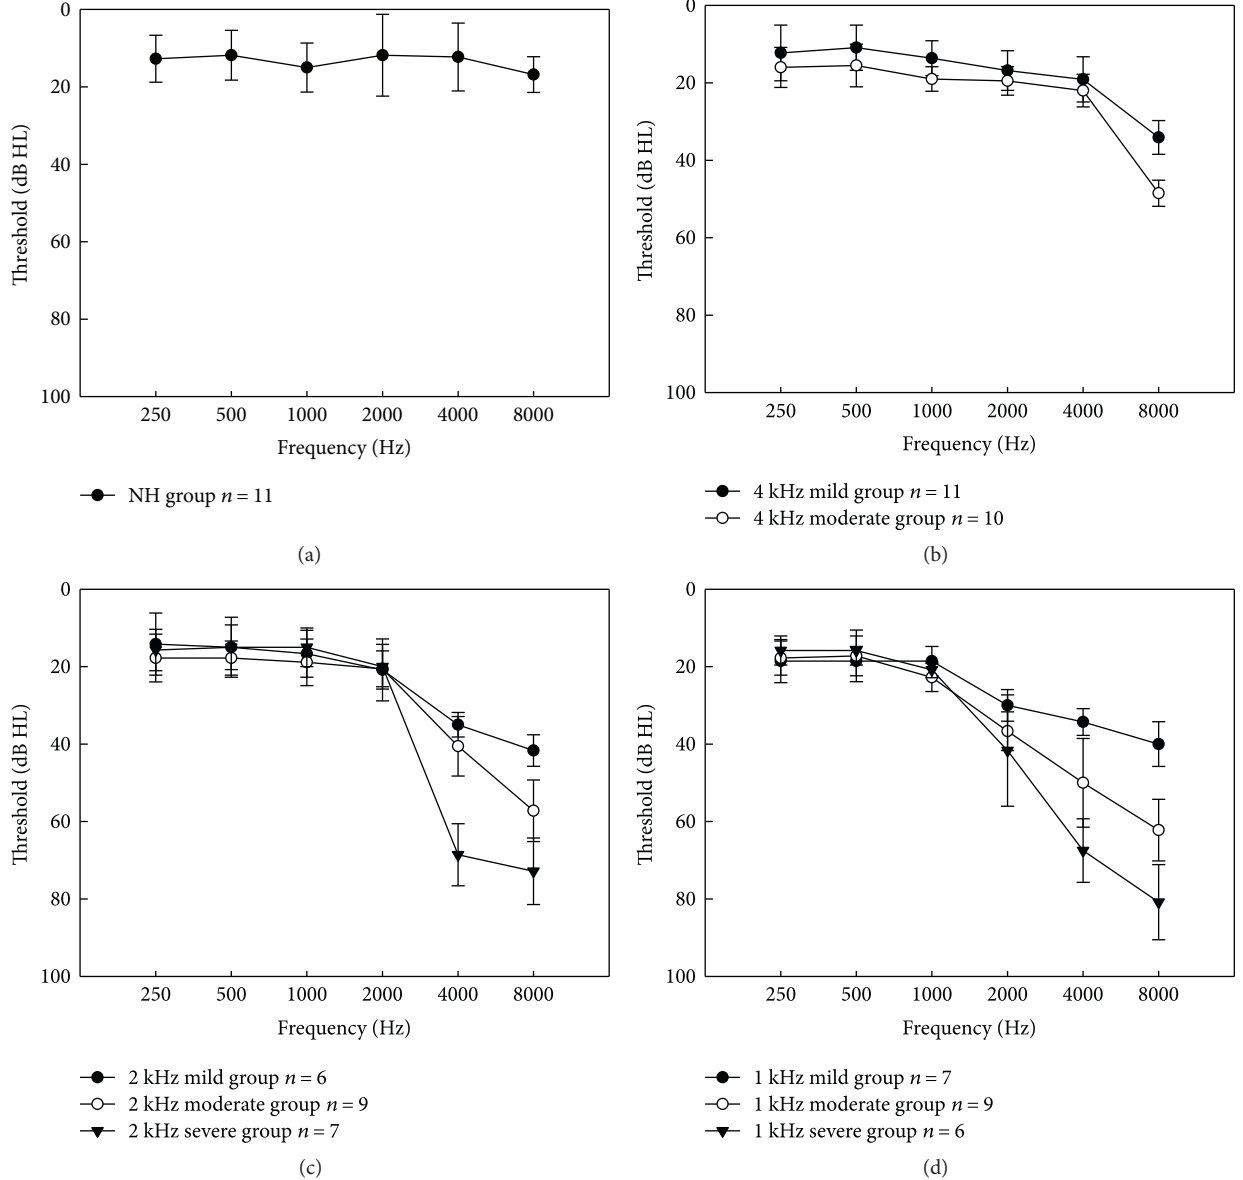 0
20
40
60
80
100
Threshold (dB HL)
250 500 1000 2000 4000 8000
Frequency (Hz)
NH group n = 11
(a)
0
20
40
60
80
100
Threshold (dB HL)
250 500 1000 2000 4000 8000
Frequency (Hz)
4 kHz mild group n = 11
4 kHz moderate group n = 10
(b)
0
20
40
60
80
100
Threshold (dB HL)
250 500 1000 2000 4000 8000
Frequency (Hz)
2 kHz mild group n = 6
2 kHz moderate group n = 9
2 kHz severe group n = 7
(c)
0
20
40
60
80
100
Threshold (dB HL)
250 500 1000 2000 4000 8000
Frequency (Hz)
1 kHz mild group n = 7
1 kHz moderate group n = 9
1 kHz severe group n = 6
(d)